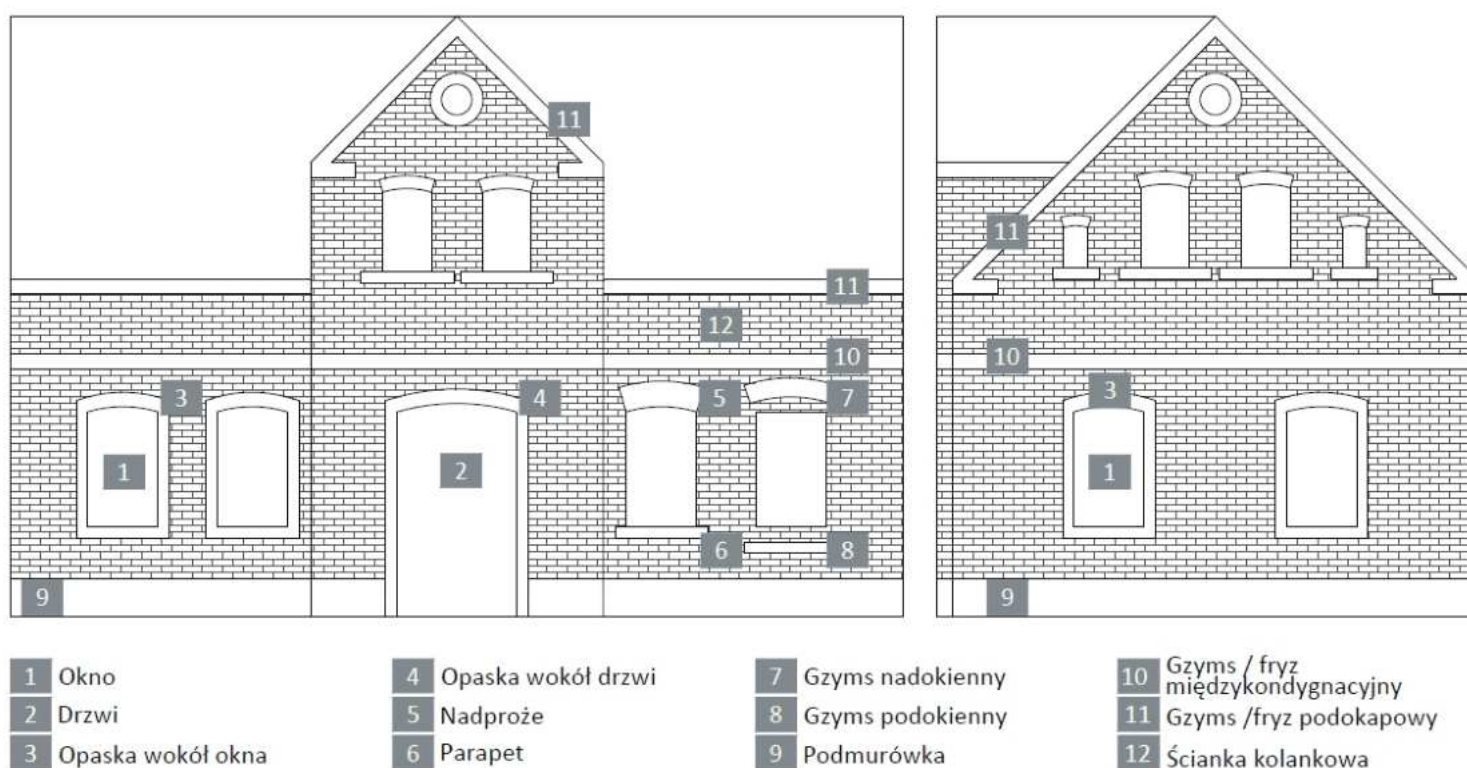 11
11
11
12
10
10
3
4
5
7
3
1
2
1
6
8
9
9
1 Okno
2 Drzwi
3 Opaska wokół okna
4 Opaska wokół drzwi
5 Nadproże
6 Parapet
7 Gzyms nadokienny
8 Gzyms podokienny
9 Podmurówka
10 Gzyms / fryz
międzykondygnacyjny
11 Gzyms /fryz podokapowy
12 Ścianka kolankowa